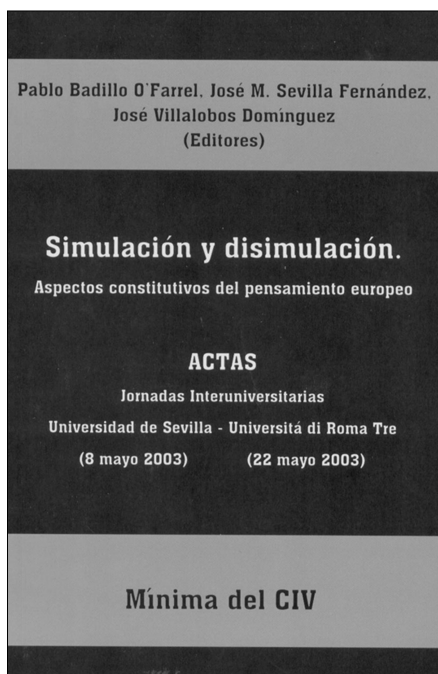 Pablo Badillo O'Farrel, José M. Sevilla Fernández,
José Villalobos Domínguez
(Editores)
Simulación y disimulación.
Aspectos constitutivos del pensamiento europeo
ACTAS
Jornadas Interuniversitarias
Universidad de Sevilla - Universitá di Roma Tre
(8 mayo 2003) (22 mayo 2003)
Mínima del CIV